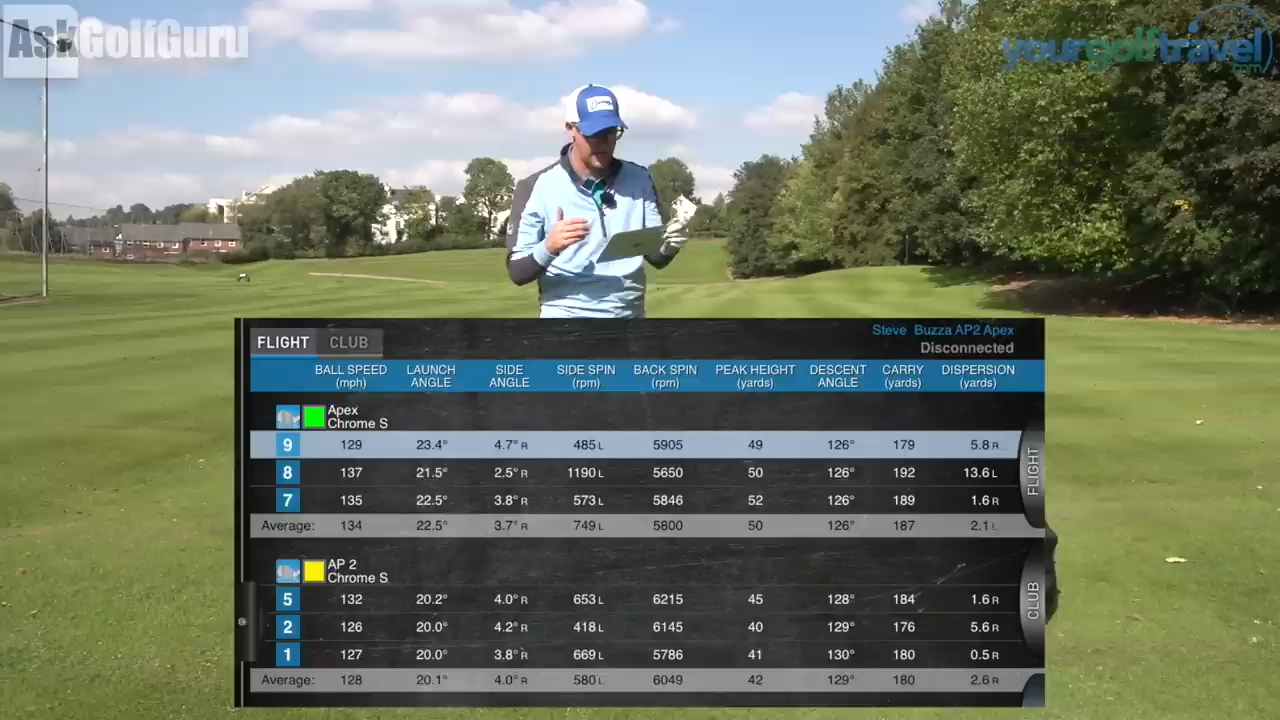 AskGolfGuru
yourgolftravel
.com
FLIGHT CLUB
Steve Buzza AP2 Apex
Disconnected
BALL SPEED (mph) LAUNCH ANGLE SIDE ANGLE SIDE SPIN (rpm) BACK SPIN (rpm) PEAK HEIGHT (yards) DESCENT ANGLE CARRY (yards) DISPERSION (yards)
Apex
Chrome S
9 129 23.4° 4.7° R 485 L 5905 49 126° 179 5.8 R
8 137 21.5° 2.5° R 1190 L 5650 50 126° 192 13.6 L
7 135 22.5° 3.8° R 573 L 5846 52 126° 189 1.6 R
Average: 134 22.5° 3.7° R 749 L 5800 50 126° 187 2.1 L
FLIGHT
AP 2
Chrome S
5 132 20.2° 4.0° R 653 L 6215 45 128° 184 1.6 R
2 126 20.0° 4.2° R 418 L 6145 40 129° 176 5.6 R
1 127 20.0° 3.8° R 669 L 5786 41 130° 180 0.5 R
Average: 128 20.1° 4.0° R 580 L 6049 42 129° 180 2.6 R
CLUB